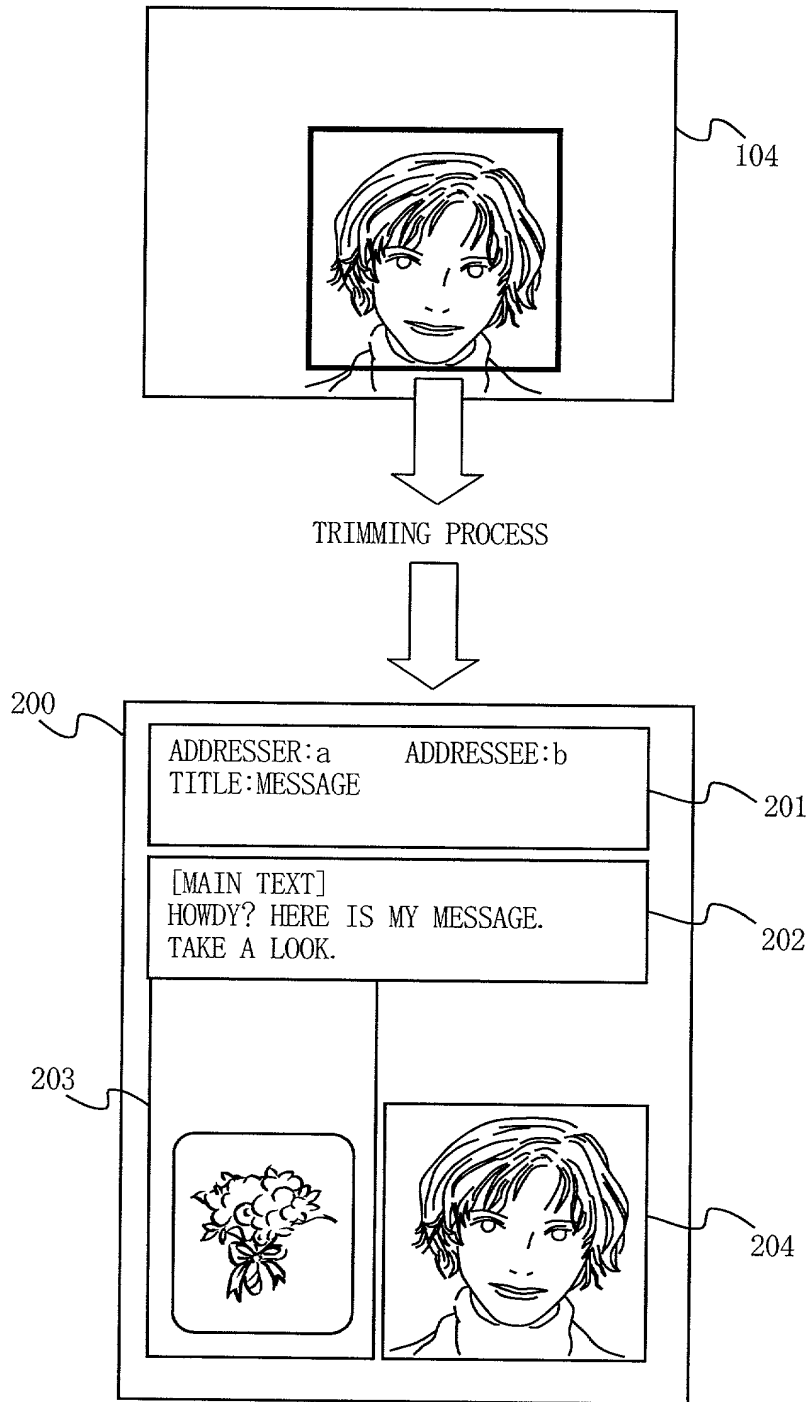 104
TRIMMING PROCESS
200
ADDRESSER:a ADDRESSEE:b
TITLE:MESSAGE
201
[MAIN TEXT]
HOWDY? HERE IS MY MESSAGE.
TAKE A LOOK.
202
203
204